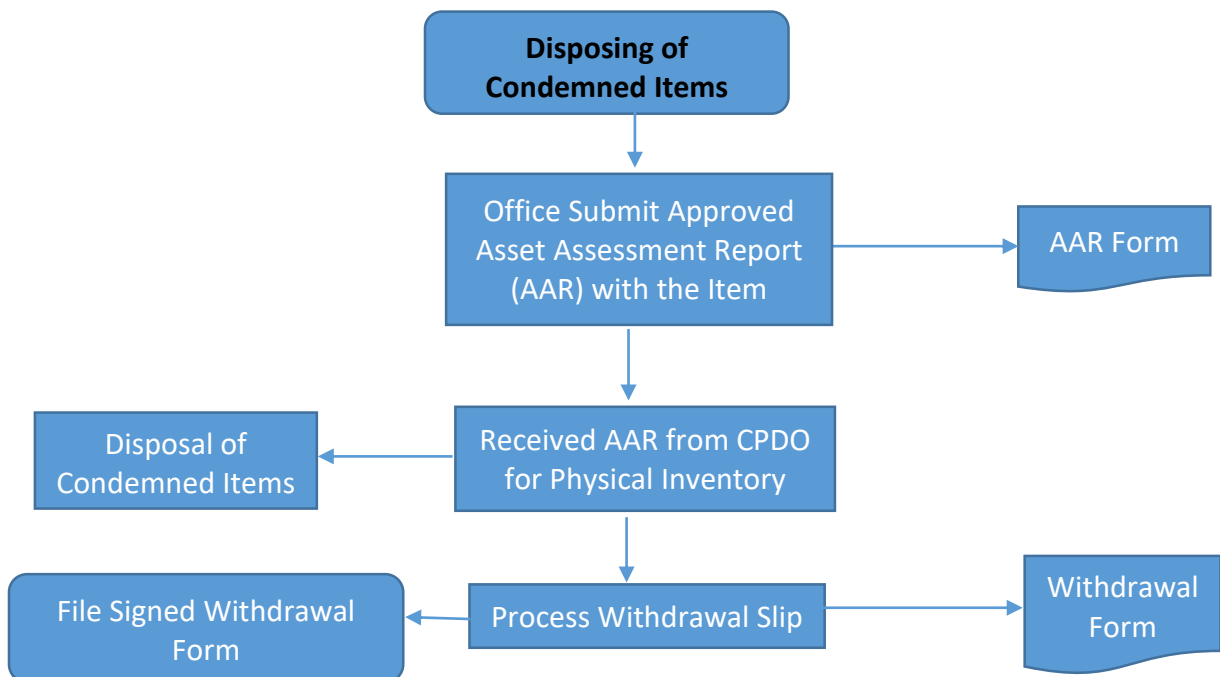 Disposing of
Condemned Items
Office Submit Approved
Asset Assessment Report
(AAR) with the Item
AAR Form
Disposal of
Condemned Items
Received AAR from CPDO
for Physical Inventory
File Signed Withdrawal
Form
Process Withdrawal Slip
Withdrawal
Form